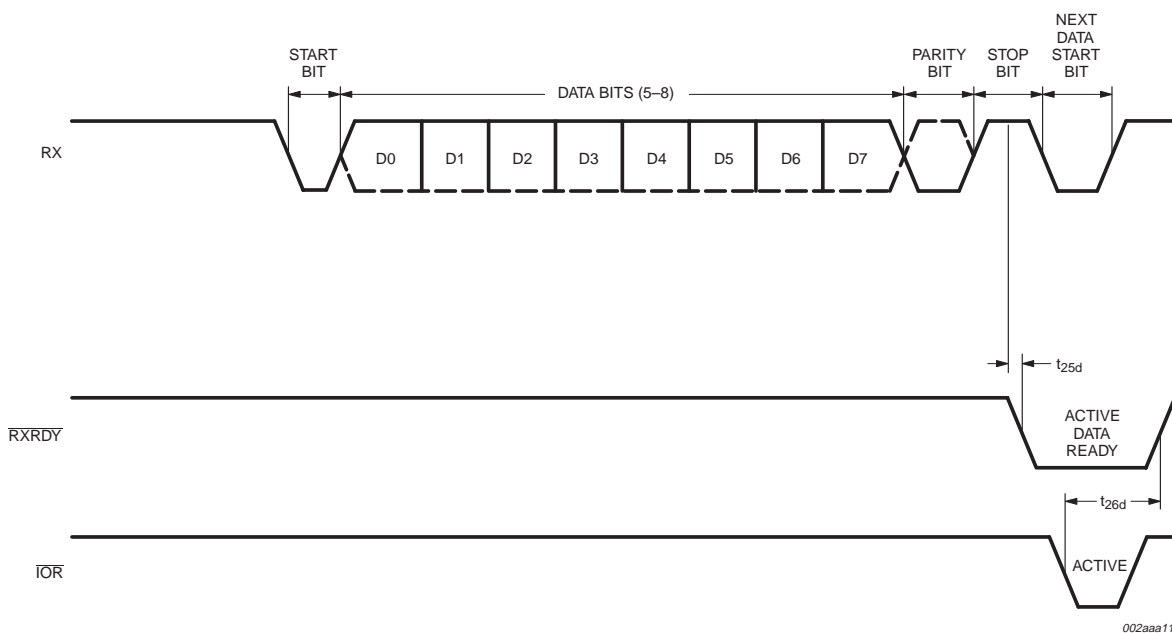 START
BIT
DATA BITS (5–8)
PARITY
BIT
STOP
BIT
NEXT
DATA
START
BIT
RX
D0
D1
D2
D3
D4
D5
D6
D7
t25d
RXRDY
ACTIVE
DATA
READY
t26d
IOR
ACTIVE
002aaa11